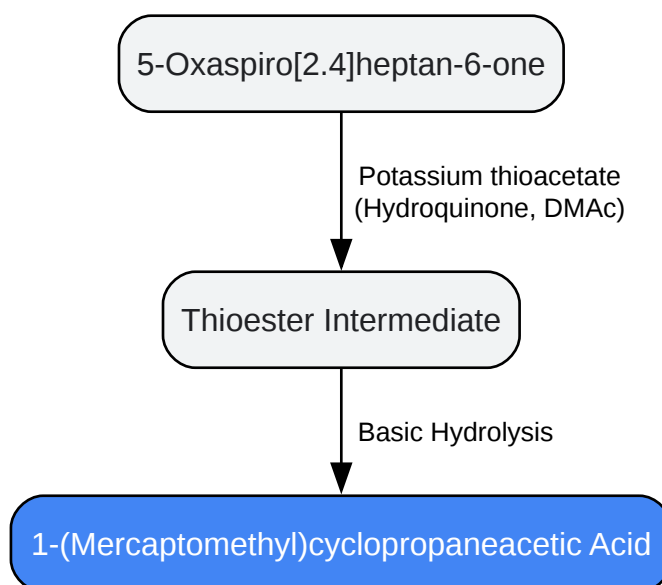 5-Oxaspiro[2.4]heptan-6-one
Potassium thioacetate
(Hydroquinone, DMAc)
Thioester Intermediate
Basic Hydrolysis
1-(Mercaptomethyl)cyclopropaneacetic Acid